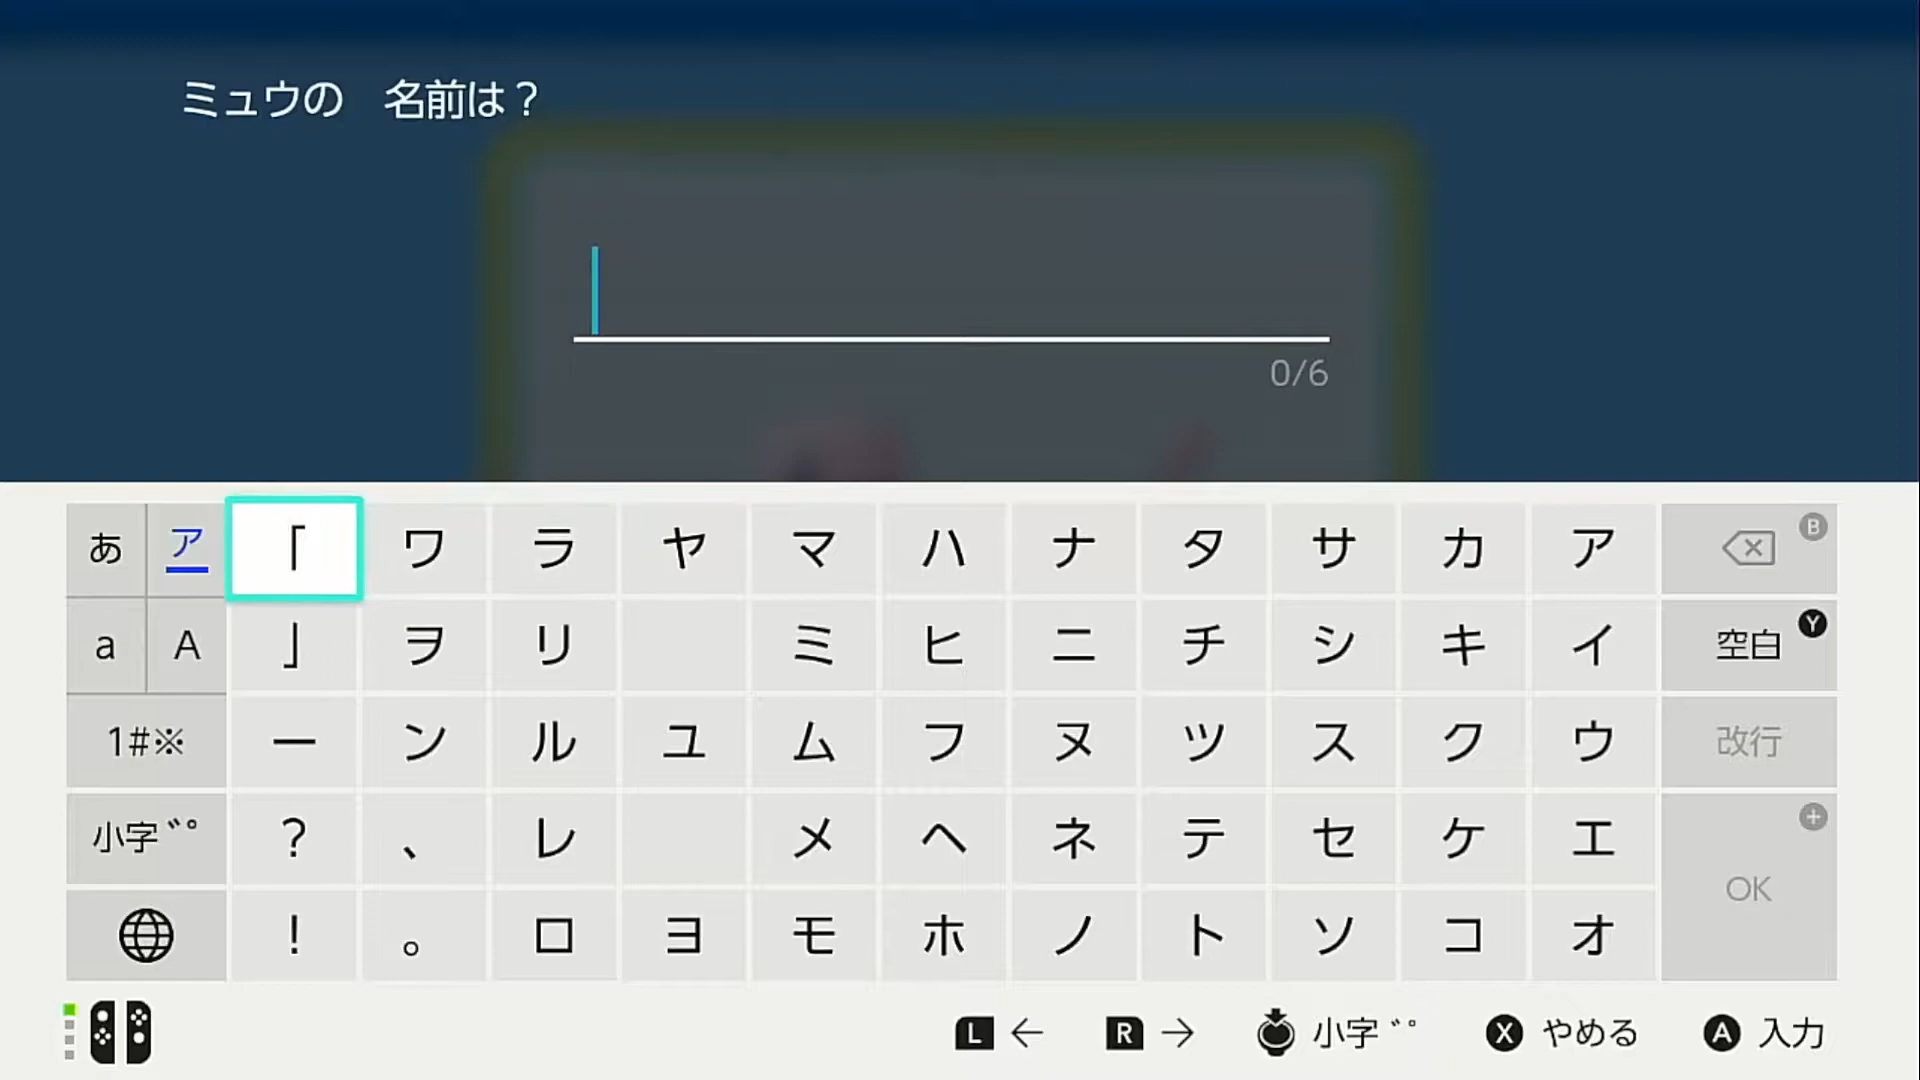 ミュウの　名前は？
0/6
あ ア 「 ワ ラ ヤ マ ハ ナ タ サ カ ア B
a A 」 ヲ リ ミ ヒ ニ チ シ キ イ 空白 Y
1#※ ー ン ル ユ ム フ ヌ ツ ス ク ウ 改行
小字 ゛゜ ? 、 レ メ ヘ ネ テ セ ケ エ +
! 。 ロ ヨ モ ホ ノ ト ソ コ オ OK
L ← R → 小字 ゛゜ X やめる A 入力